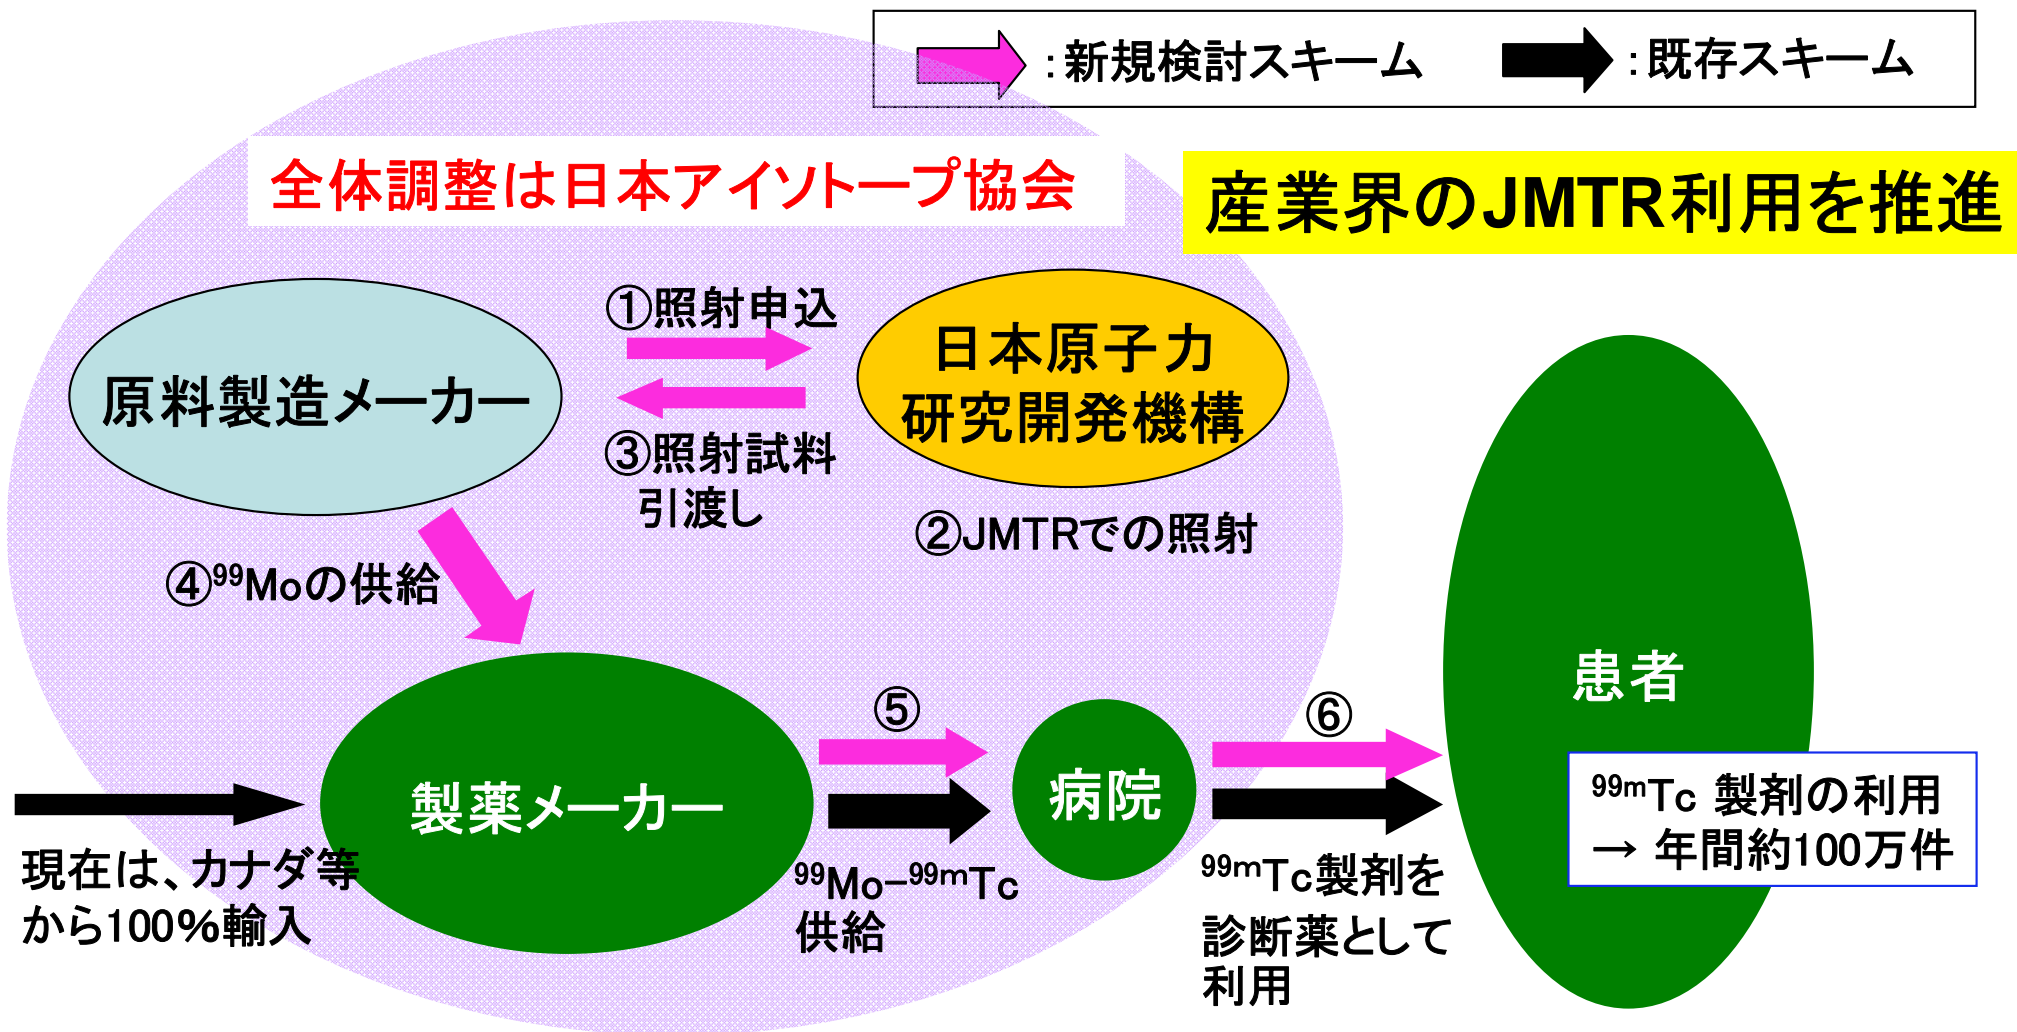 ：新規検討スキーム
：既存スキーム
全体調整は日本アイソトープ協会
産業界のJMTR利用を推進
①照射申込
日本原子力
研究開発機構
原料製造メーカー
③照射試料
引渡し
②JMTRでの照射
④⁹⁹Moの供給
患者
⑤
⑥
製薬メーカー
病院
⁹⁹ᵐTc 製剤の利用
→ 年間約100万件
現在は、カナダ等
から100％輸入
⁹⁹Mo−⁹⁹ᵐTc
供給
⁹⁹ᵐTc製剤を
診断薬として
利用